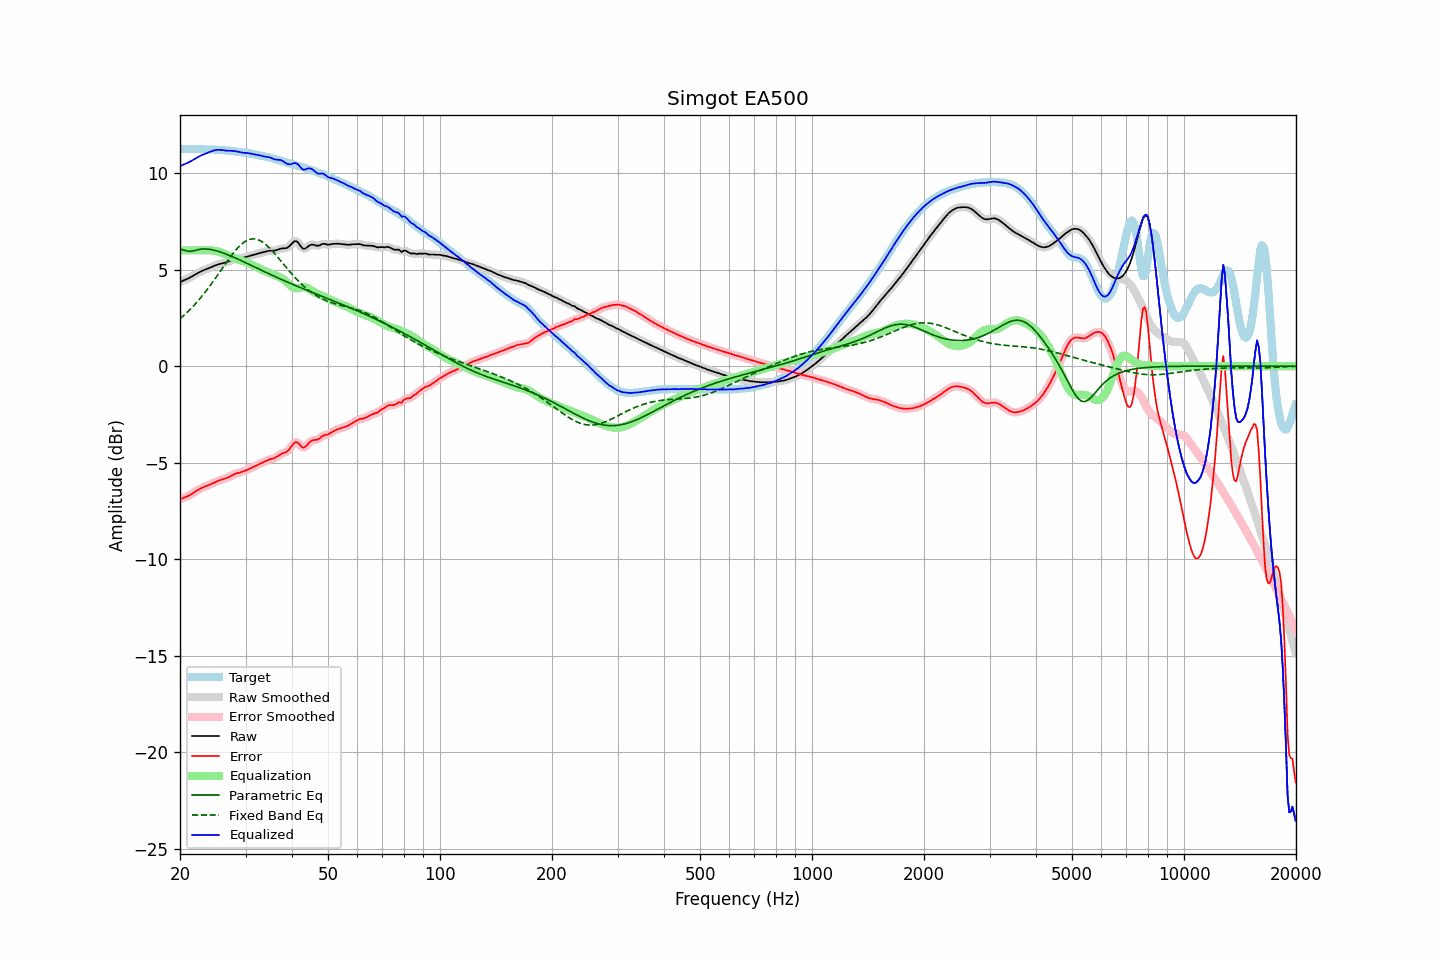 Simgot EA500
10
5
0
−5
−10
−15
−20
−25
Amplitude (dBr)
Target
Raw Smoothed
Error Smoothed
Raw
Error
Equalization
Parametric Eq
Fixed Band Eq
Equalized
20 50 100 200 500 1000 2000 5000 10000 20000
Frequency (Hz)